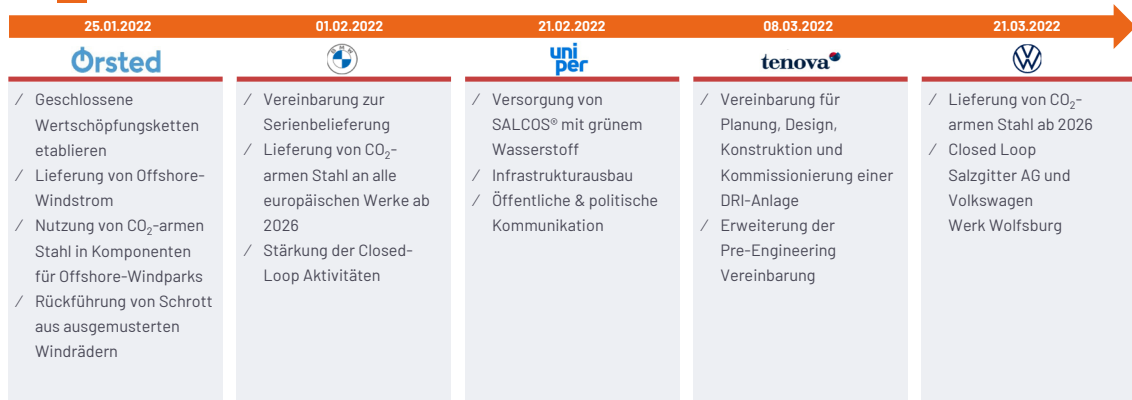 25.01.2022
01.02.2022
21.02.2022
08.03.2022
21.03.2022
Ørsted
BMW
uni
per
tenova
VW
/ Geschlossene
Wertschöpfungsketten
etablieren
/ Lieferung von Offshore-
Windstrom
/ Nutzung von CO₂-armen
Stahl in Komponenten
für Offshore-Windparks
/ Rückführung von Schrott
aus ausgemusterten
Windrädern
/ Vereinbarung zur
Serienbelieferung
/ Lieferung von CO₂-
armen Stahl an alle
europäischen Werke ab
2026
/ Stärkung der Closed-
Loop Aktivitäten
/ Versorgung von
SALCOS® mit grünem
Wasserstoff
/ Infrastrukturausbau
/ Öffentliche & politische
Kommunikation
/ Vereinbarung für
Planung, Design,
Konstruktion und
Kommissionierung einer
DRI-Anlage
/ Erweiterung der
Pre-Engineering
Vereinbarung
/ Lieferung von CO₂-
armen Stahl ab 2026
/ Closed Loop
Salzgitter AG und
Volkswagen
Werk Wolfsburg